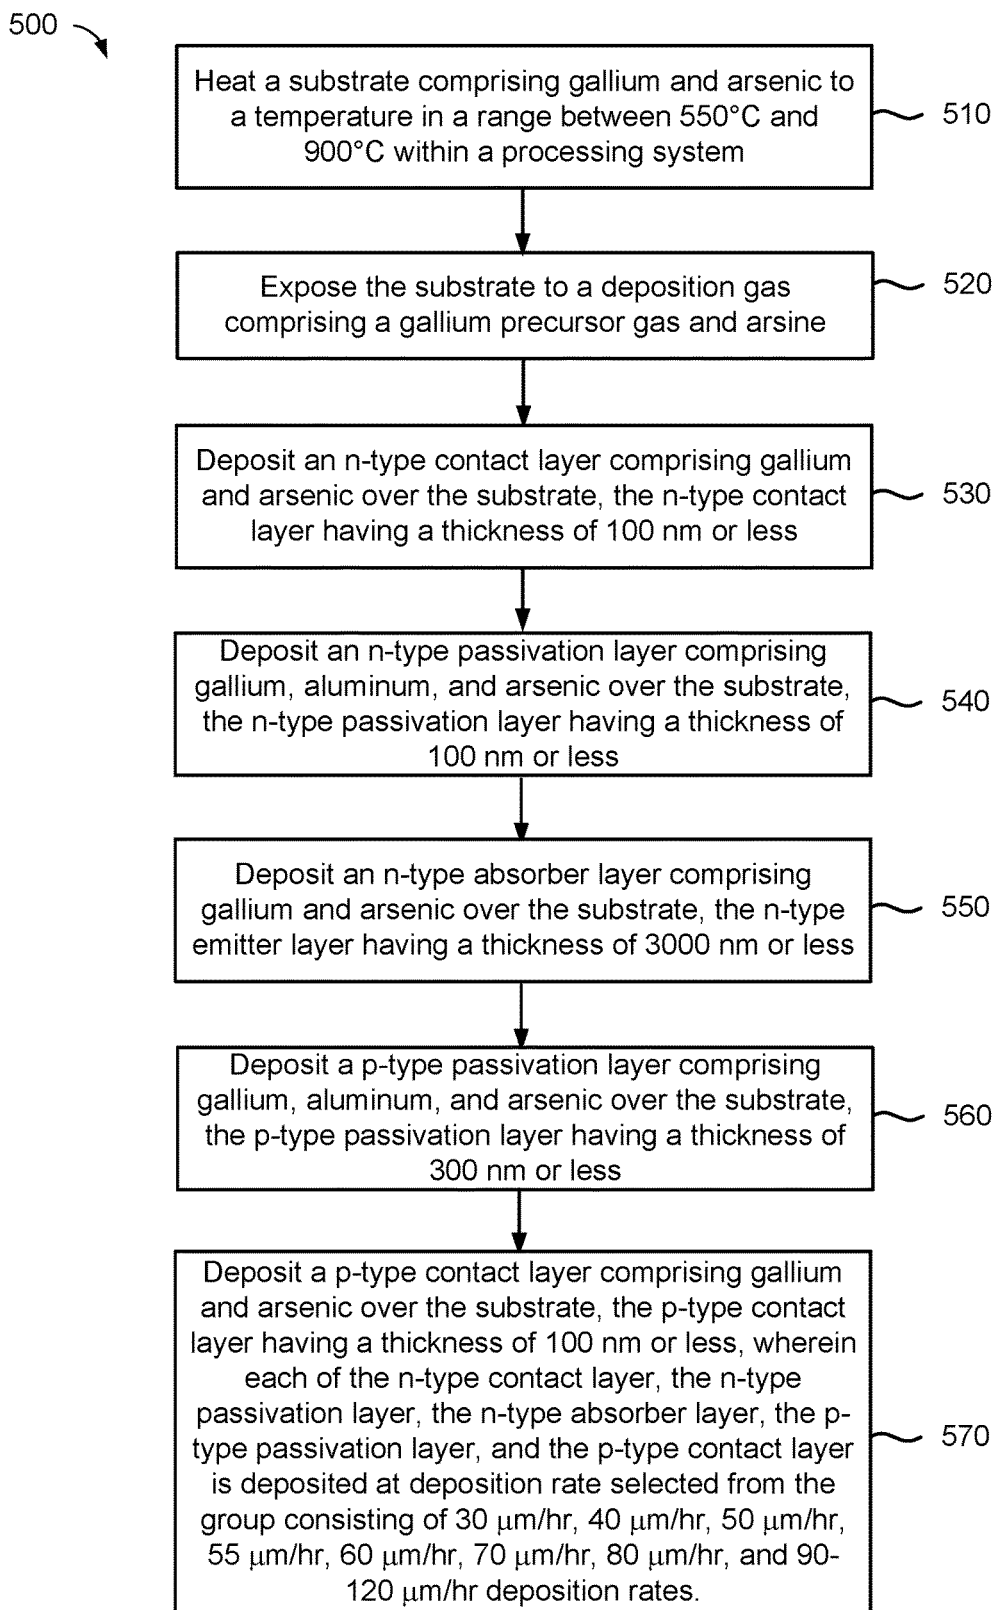 500
Heat a substrate comprising gallium and arsenic to
a temperature in a range between 550°C and
900°C within a processing system
510
Expose the substrate to a deposition gas
comprising a gallium precursor gas and arsine
520
Deposit an n-type contact layer comprising gallium
and arsenic over the substrate, the n-type contact
layer having a thickness of 100 nm or less
530
Deposit an n-type passivation layer comprising
gallium, aluminum, and arsenic over the substrate,
the n-type passivation layer having a thickness of
100 nm or less
540
Deposit an n-type absorber layer comprising
gallium and arsenic over the substrate, the n-type
emitter layer having a thickness of 3000 nm or less
550
Deposit a p-type passivation layer comprising
gallium, aluminum, and arsenic over the substrate,
the p-type passivation layer having a thickness of
300 nm or less
560
Deposit a p-type contact layer comprising gallium
and arsenic over the substrate, the p-type contact
layer having a thickness of 100 nm or less, wherein
each of the n-type contact layer, the n-type
passivation layer, the n-type absorber layer, the p-
type passivation layer, and the p-type contact layer
is deposited at deposition rate selected from the
group consisting of 30 μm/hr, 40 μm/hr, 50 μm/hr,
55 μm/hr, 60 μm/hr, 70 μm/hr, 80 μm/hr, and 90-
120 μm/hr deposition rates.
570